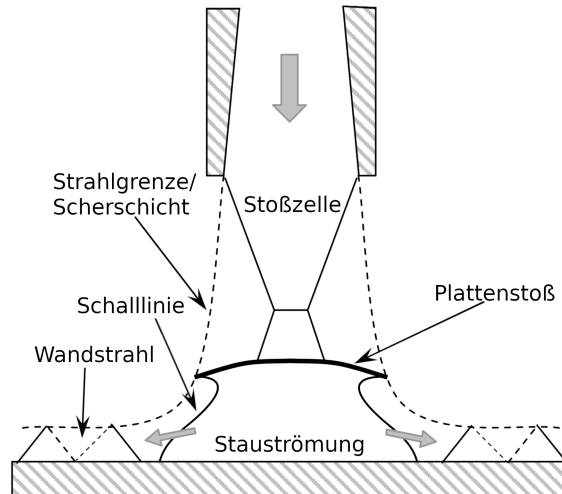 Strahlgrenze/
Scherschicht
Stoßzelle
Schalllinie
Plattenstoß
Wandstrahl
Stauströmung